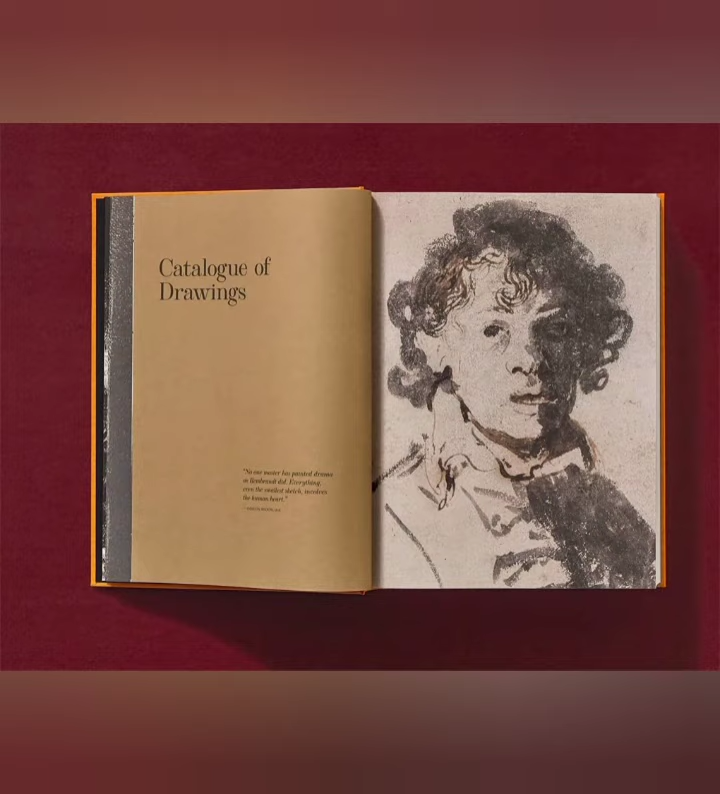 Catalogue of
Drawings
"No one master has painted dreams
as Rembrandt did. Everything,
even the smallest sketch, involves
the human heart."